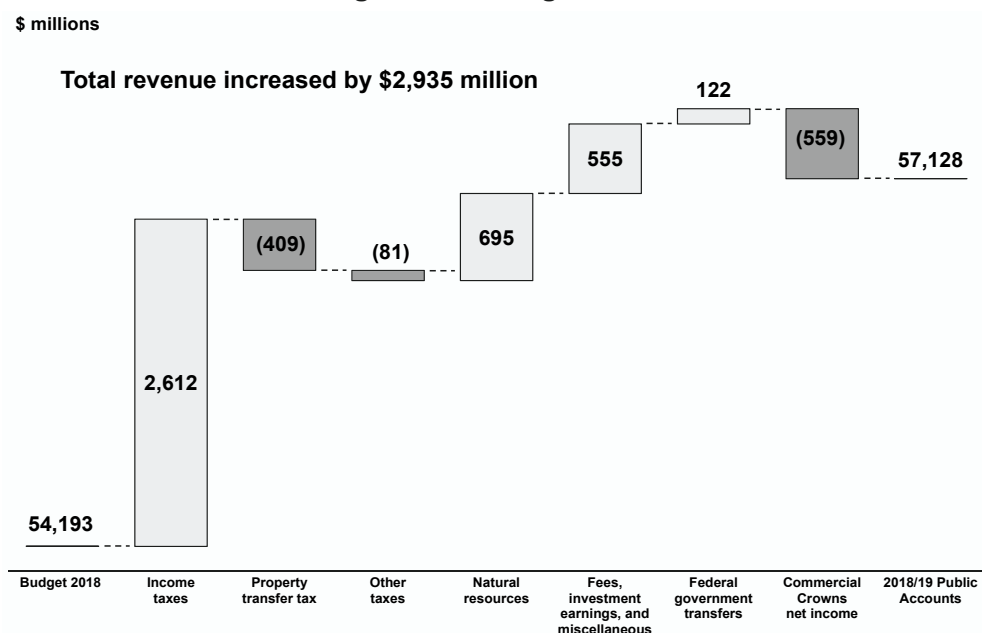 $ millions
Total revenue increased by $2,935 million
122
(559)
57,128
555
(409)
(81)
695
2,612
54,193
Budget 2018
Income
taxes
Property
transfer tax
Other
taxes
Natural
resources
Fees,
investment
earnings, and
miscellaneous
Federal
government
transfers
Commercial
Crowns
net income
2018/19 Public
Accounts